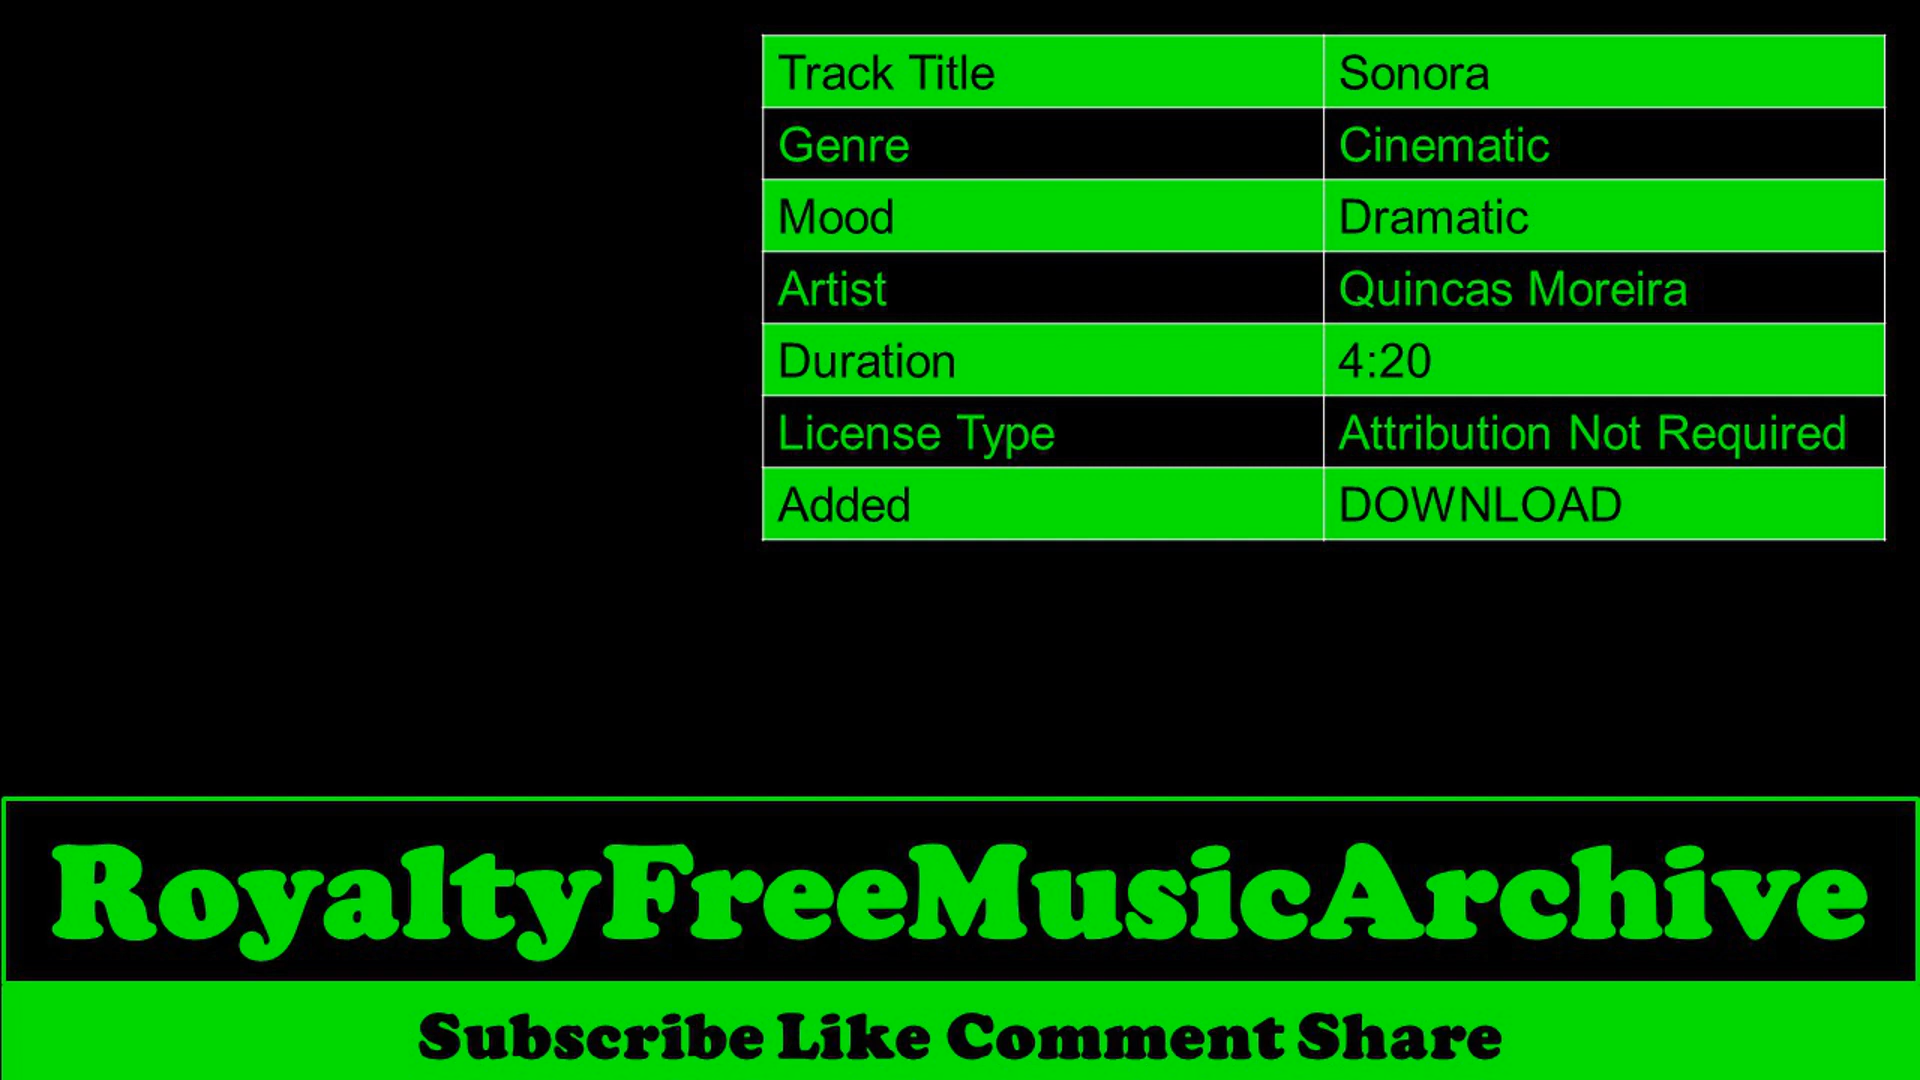 Track Title Sonora
Genre Cinematic
Mood Dramatic
Artist Quincas Moreira
Duration 4:20
License Type Attribution Not Required
Added DOWNLOAD
RoyaltyFreeMusicArchive
Subscribe Like Comment Share